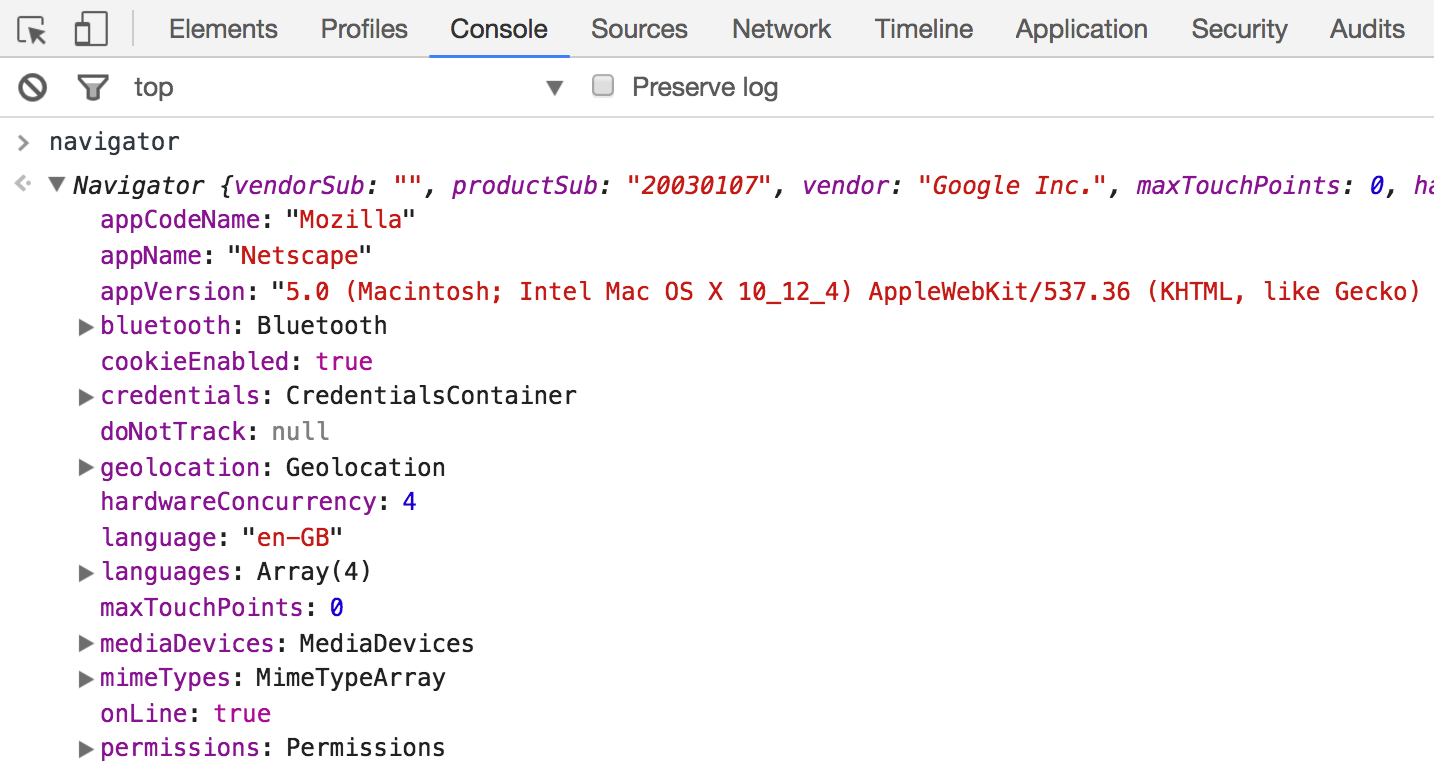 Elements Profiles Console Sources Network Timeline Application Security Audits
top Preserve log
navigator
Navigator {vendorSub: "", productSub: "20030107", vendor: "Google Inc.", maxTouchPoints: 0, ha
appCodeName: "Mozilla"
appName: "Netscape"
appVersion: "5.0 (Macintosh; Intel Mac OS X 10_12_4) AppleWebKit/537.36 (KHTML, like Gecko)
bluetooth: Bluetooth
cookieEnabled: true
credentials: CredentialsContainer
doNotTrack: null
geolocation: Geolocation
hardwareConcurrency: 4
language: "en-GB"
languages: Array(4)
maxTouchPoints: 0
mediaDevices: MediaDevices
mimeTypes: MimeTypeArray
onLine: true
permissions: Permissions